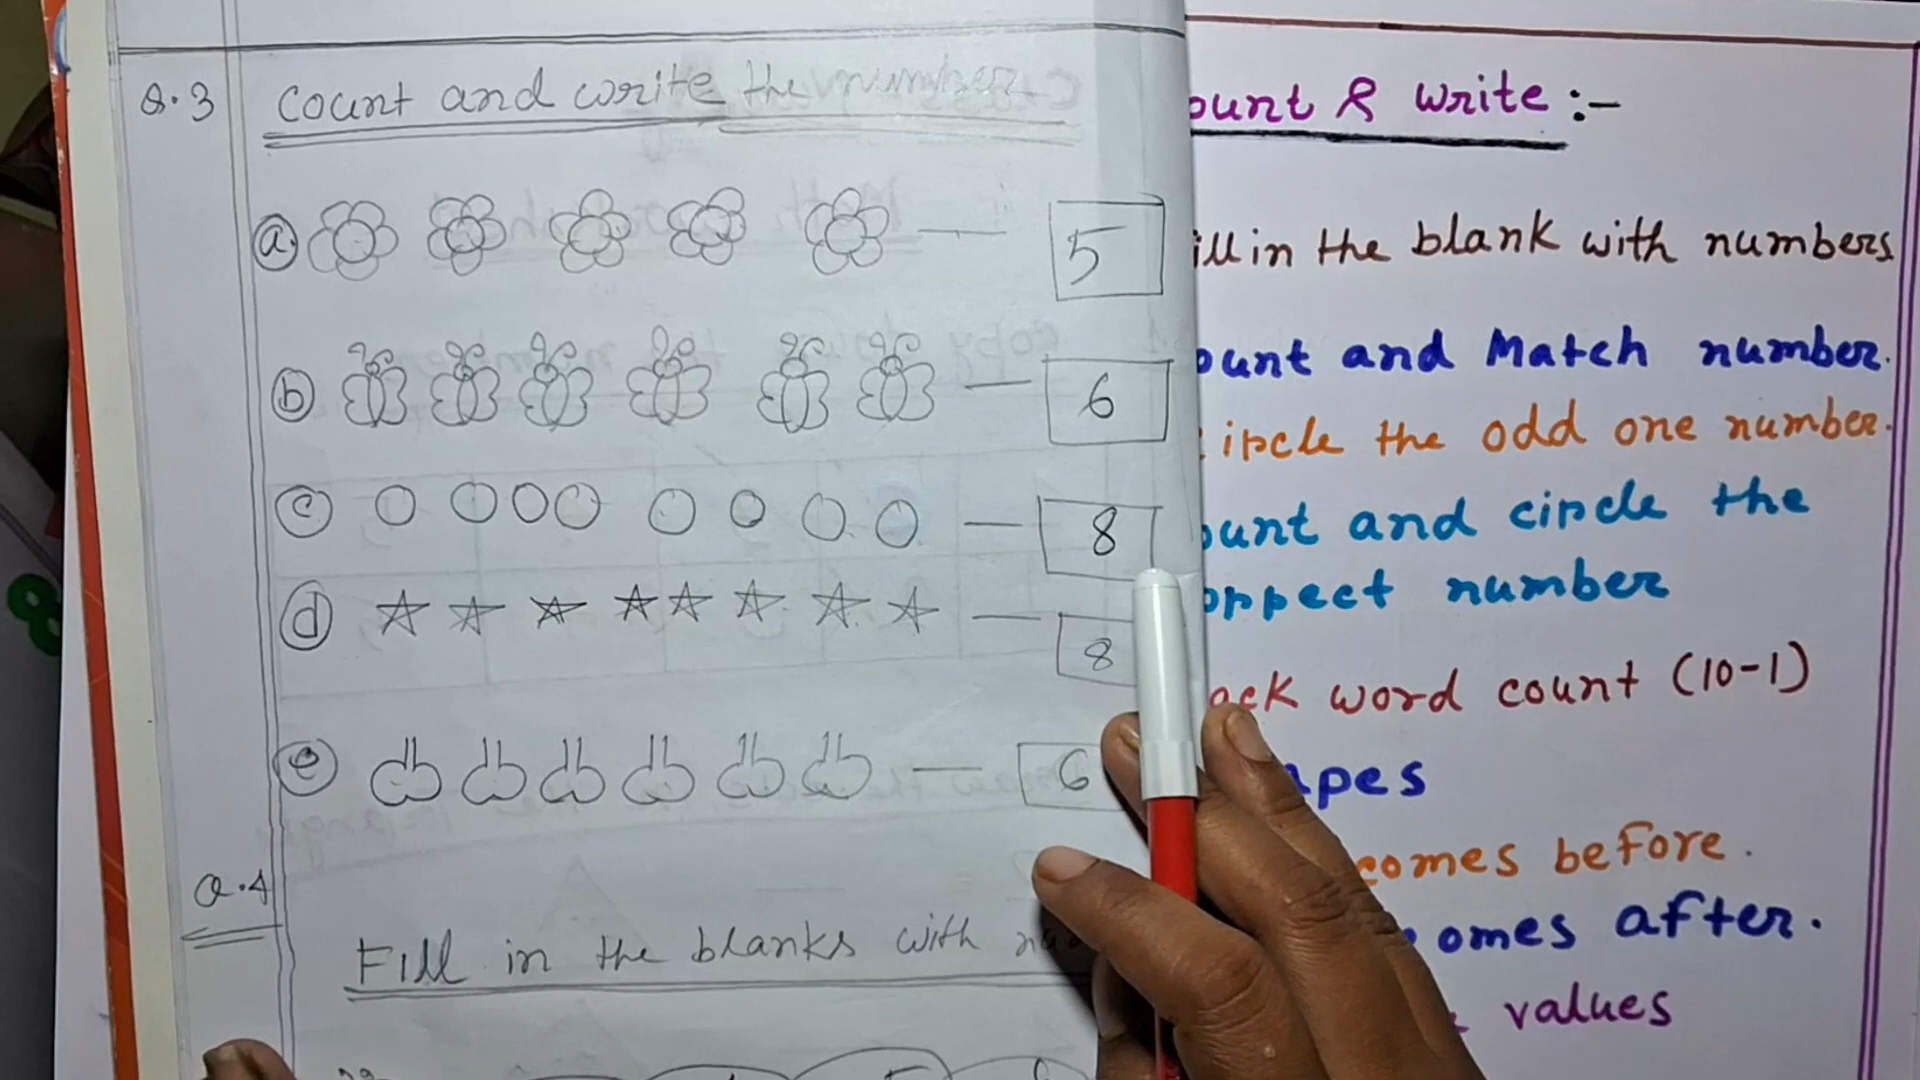 Q.3 Count and write the number
a. 5
b 6
c 8
d 8
e 6
Q.4
Fill in the blanks with
ount & write :-
ill in the blank with numbers
ount and Match number.
ircle the odd one number.
ount and circle the
orrect number
ack word count (10-1)
apes
comes before.
omes after.
values